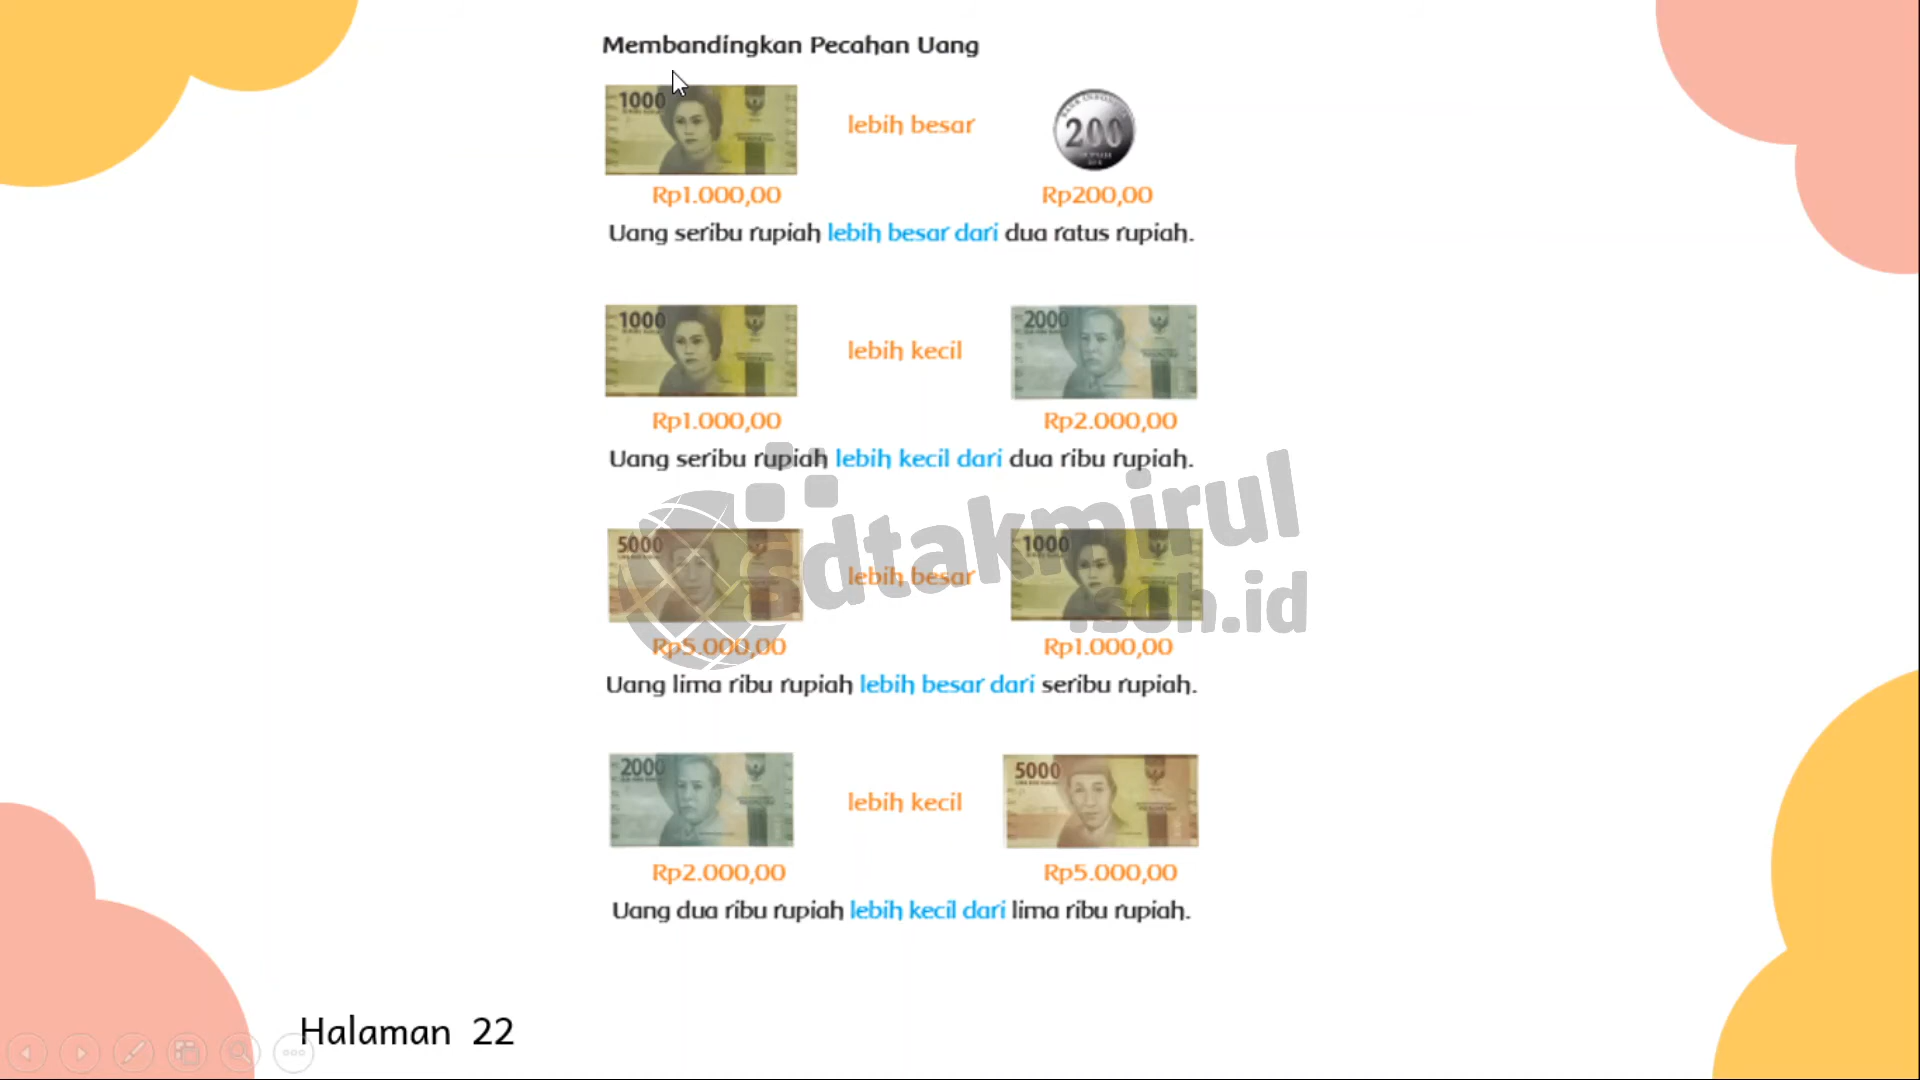 Membandingkan Pecahan Uang
1000
lebih besar
200
Rp1.000,00
Rp200,00
Uang seribu rupiah lebih besar dari dua ratus rupiah.
1000
lebih kecil
2000
Rp1.000,00
Rp2.000,00
Uang seribu rupiah lebih kecil dari dua ribu rupiah.
sdtakmirul
.sch.id
5000
lebih besar
1000
Rp5.000,00
Rp1.000,00
Uang lima ribu rupiah lebih besar dari seribu rupiah.
2000
lebih kecil
5000
Rp2.000,00
Rp5.000,00
Uang dua ribu rupiah lebih kecil dari lima ribu rupiah.
Halaman 22